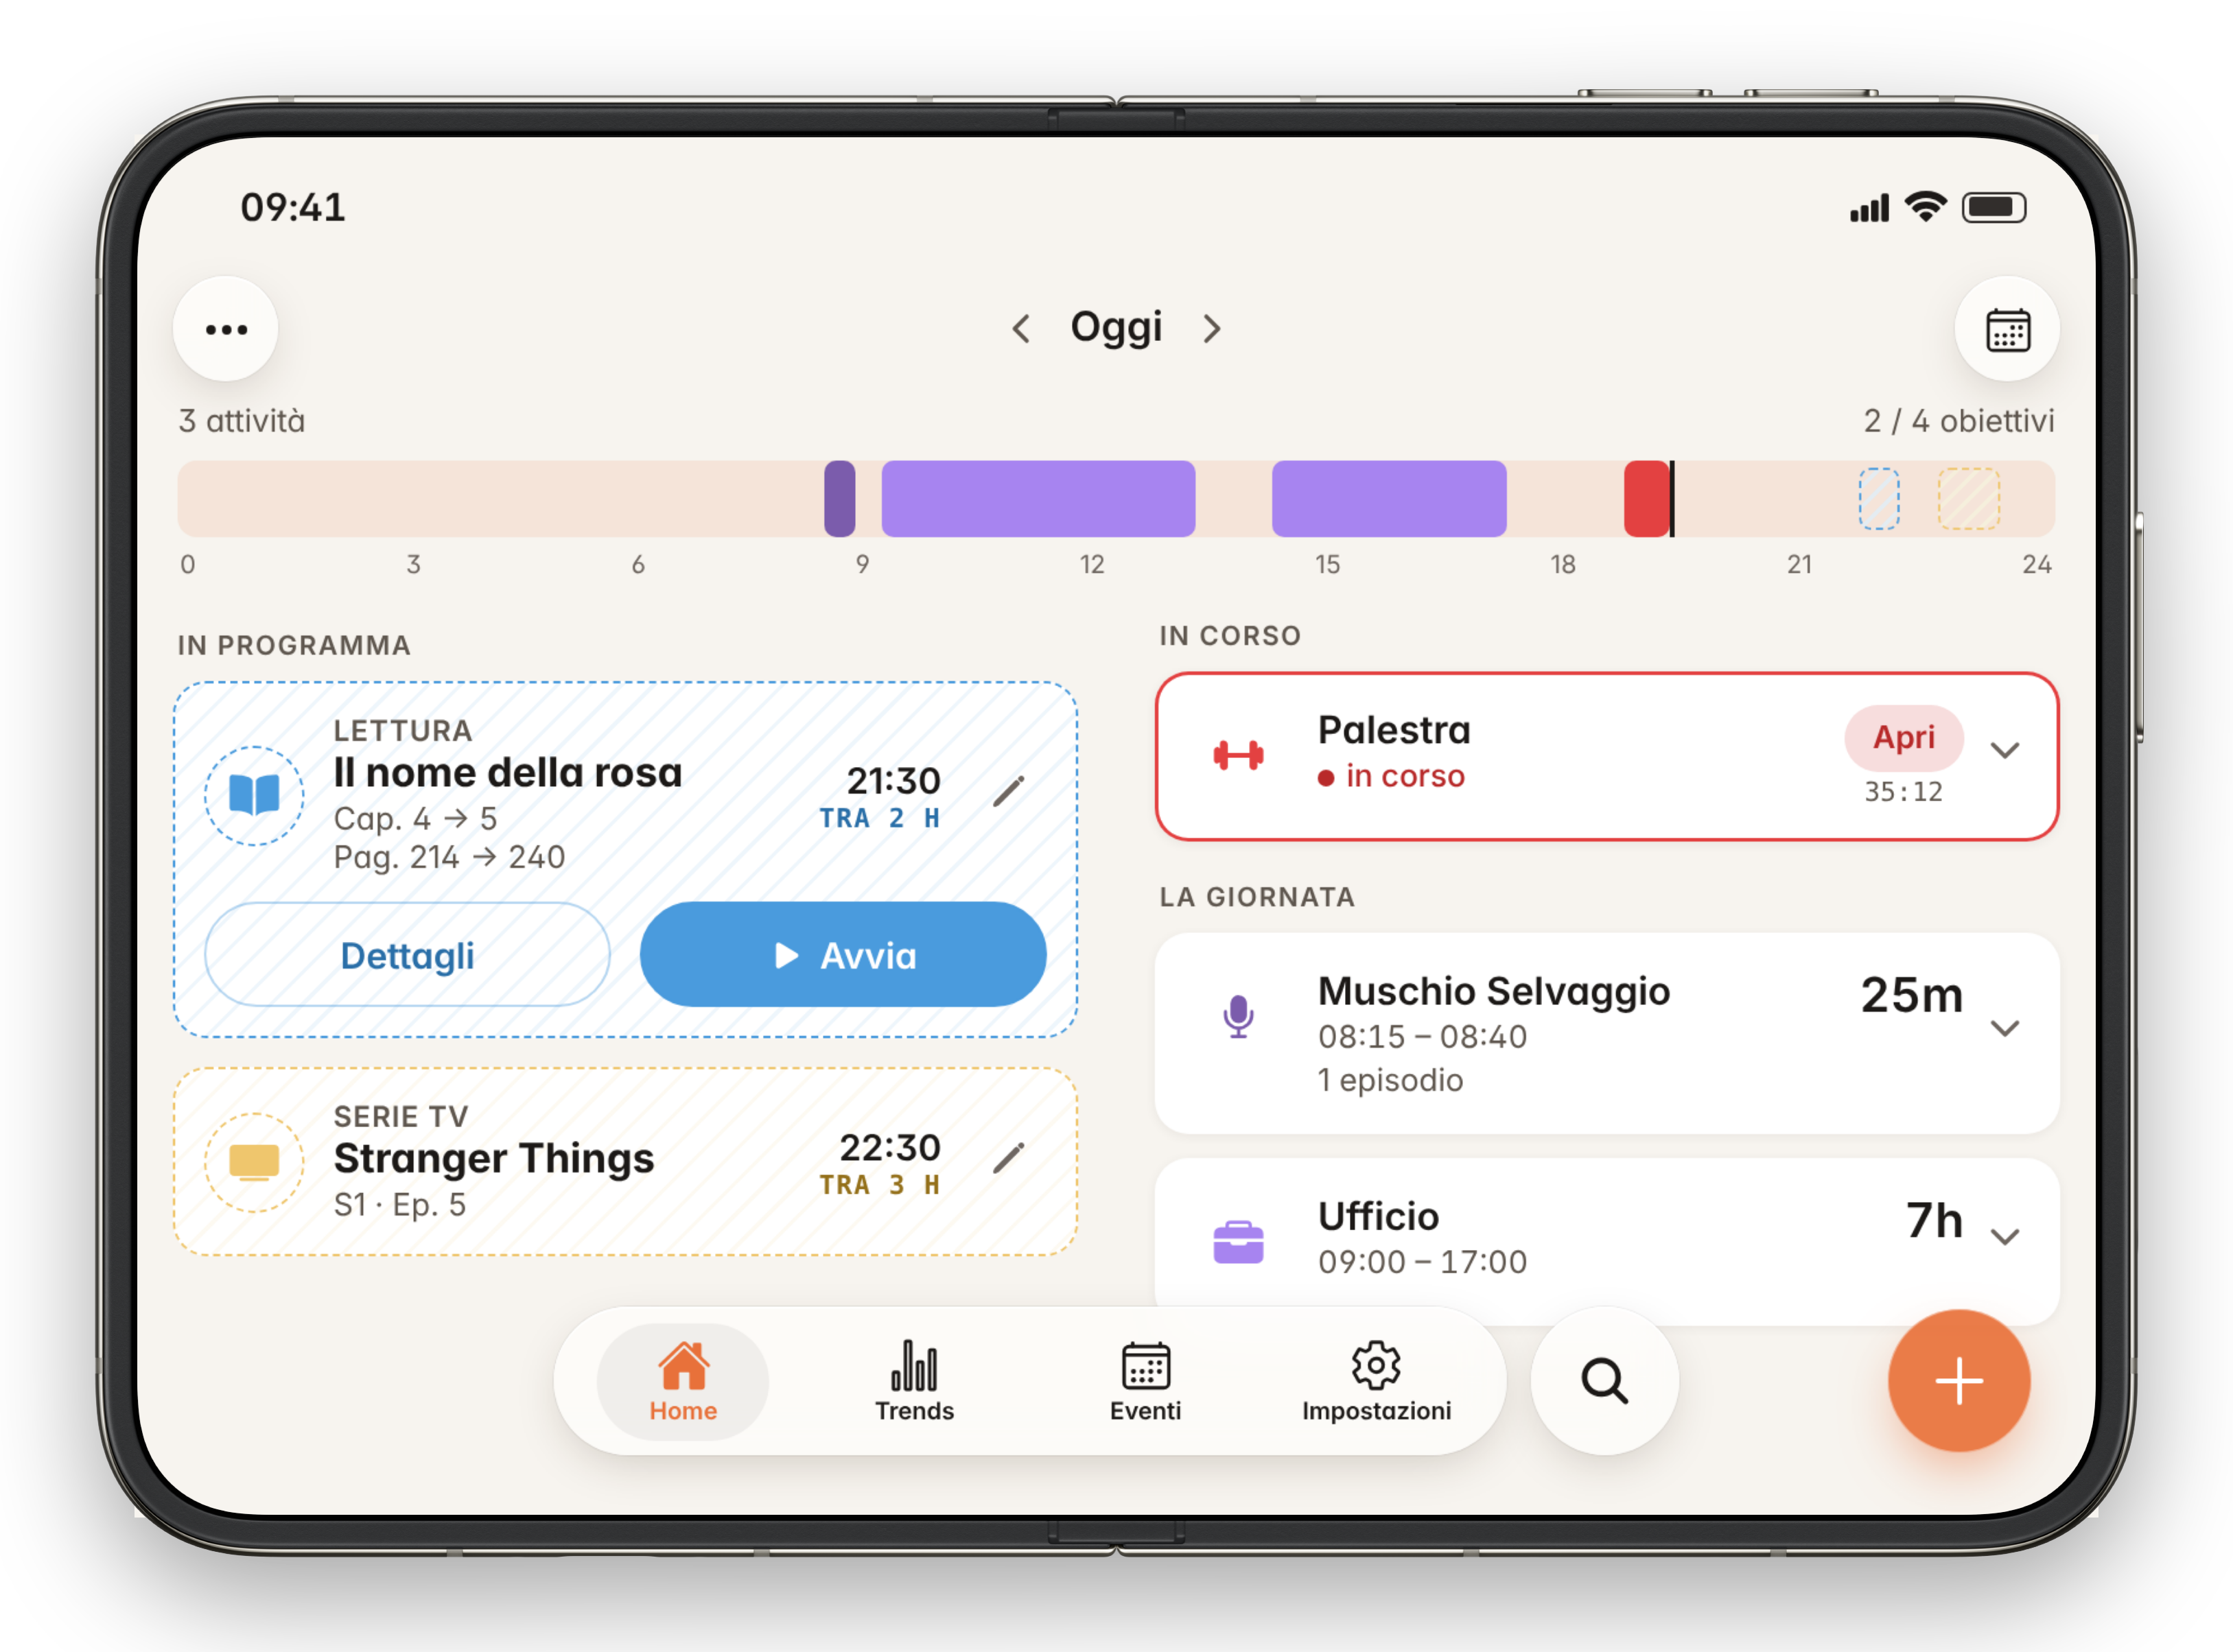 09:41
Oggi
3 attività
2 / 4 obiettivi
0 3 6 9 12 15 18 21 24
IN PROGRAMMA
LETTURA
Il nome della rosa
Cap. 4 → 5
Pag. 214 → 240
21:30
TRA 2 H
Dettagli
Avvia
SERIE TV
Stranger Things
S1 · Ep. 5
22:30
TRA 3 H
IN CORSO
Palestra
in corso
Apri
35:12
LA GIORNATA
Muschio Selvaggio
08:15 – 08:40
1 episodio
25m
Ufficio
09:00 – 17:00
7h
Home
Trends
Eventi
Impostazioni